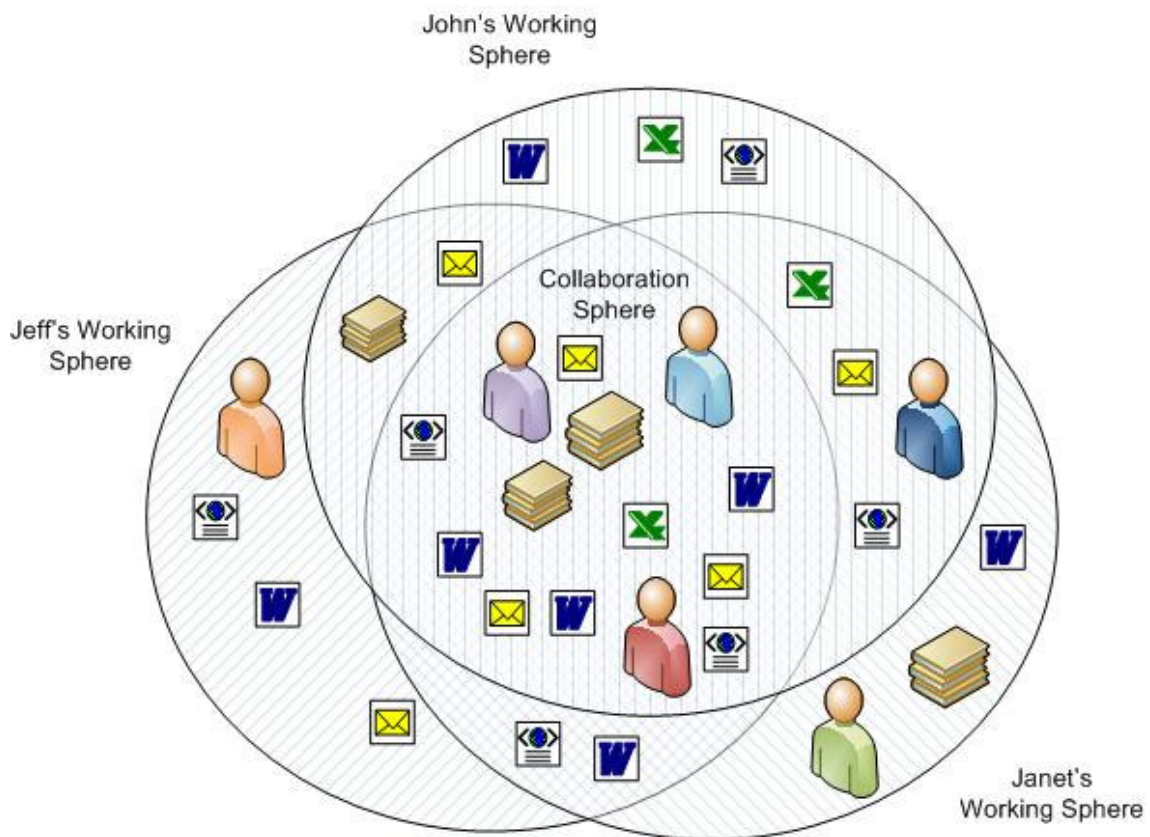 John's Working
Sphere
Collaboration
Sphere
Jeff's Working
Sphere
Janet's
Working Sphere
W
W
W
W
W
W
W